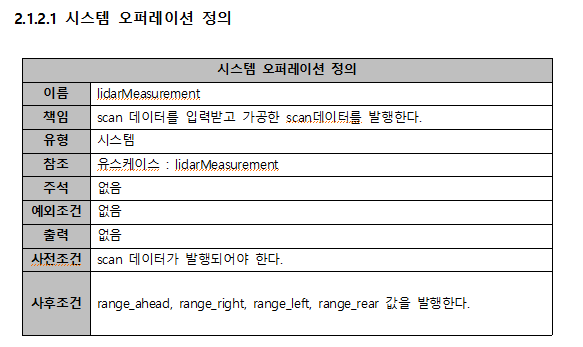 2.1.2.1 시스템 오퍼레이션 정의
시스템 오퍼레이션 정의
이름 lidarMeasurement
책임 scan 데이터를 입력받고 가공한 scan데이터를 발행한다.
유형 시스템
참조 유스케이스 : lidarMeasurement
주석 없음
예외조건 없음
출력 없음
사전조건 scan 데이터가 발행되어야 한다.
사후조건 range_ahead, range_right, range_left, range_rear 값을 발행한다.